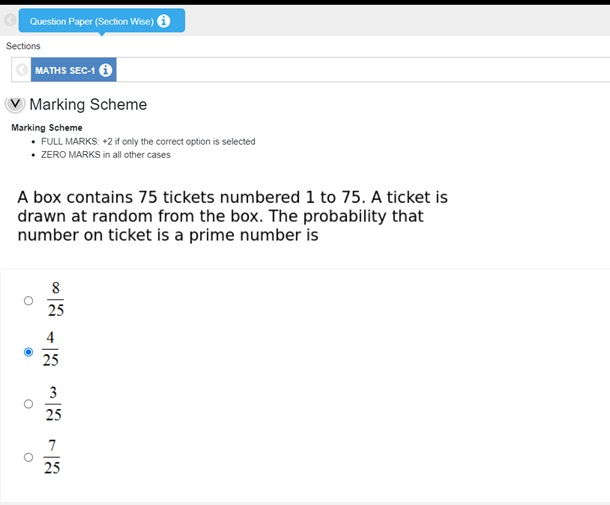 Question Paper (Section Wise) i
Sections
MATHS SEC-1 i
Marking Scheme
Marking Scheme
• FULL MARKS: +2 if only the correct option is selected
• ZERO MARKS in all other cases
A box contains 75 tickets numbered 1 to 75. A ticket is
drawn at random from the box. The probability that
number on ticket is a prime number is
8
25
4
25
3
25
7
25